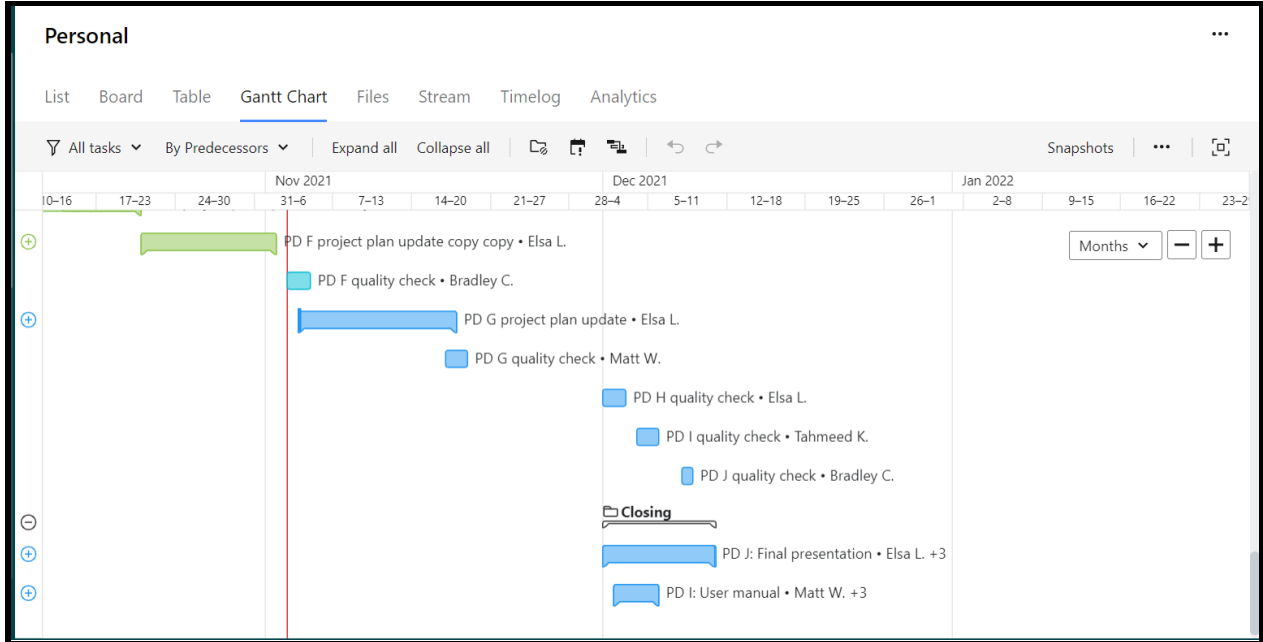 Personal
List Board Table Gantt Chart Files Stream Timelog Analytics
All tasks By Predecessors Expand all Collapse all Snapshots
Nov 2021 Dec 2021 Jan 2022
10–16 17–23 24–30 31–6 7–13 14–20 21–27 28–4 5–11 12–18 19–25 26–1 2–8 9–15 16–22
PD F project plan update copy copy • Elsa L.
Months
PD F quality check • Bradley C.
PD G project plan update • Elsa L.
PD G quality check • Matt W.
PD H quality check • Elsa L.
PD I quality check • Tahmeed K.
PD J quality check • Bradley C.
Closing
PD J: Final presentation • Elsa L. +3
PD I: User manual • Matt W. +3